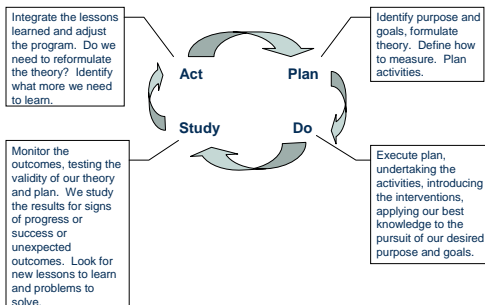 Integrate the lessons
learned and adjust
the program.  Do we
need to reformulate
the theory?  Identify
what more we need
to learn.
Identify purpose and
goals, formulate
theory.  Define how
to measure.  Plan
activities.
Act
Plan
Study
Do
Monitor the
outcomes, testing the
validity of our theory
and plan.  We study
the results for signs
of progress or
success or
unexpected
outcomes.  Look for
new lessons to learn
and problems to
solve.
Execute plan,
undertaking the
activities, introducing
the interventions,
applying our best
knowledge to the
pursuit of our desired
purpose and goals.